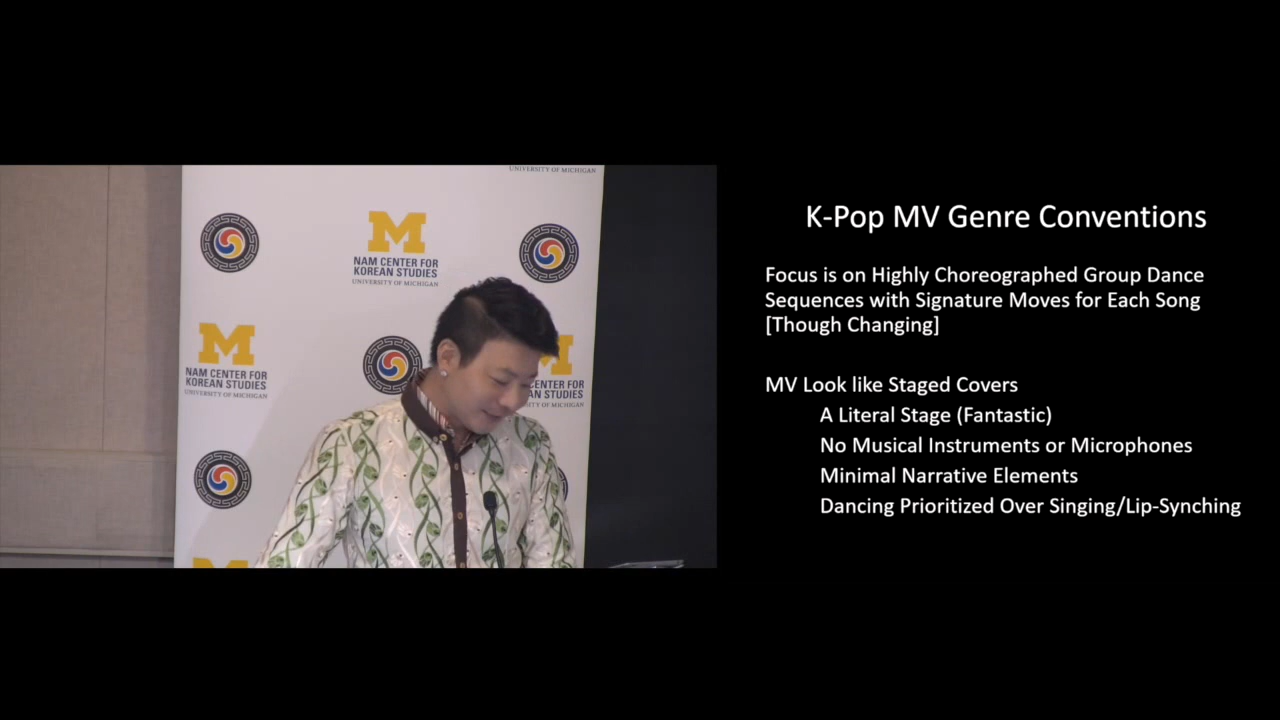 UNIVERSITY OF MICHIGAN
M
NAM CENTER FOR
KOREAN STUDIES
UNIVERSITY OF MICHIGAN
M
NAM CENTER FOR
KOREAN STUDIES
UNIVERSITY OF MICHIGAN
CENTER FOR
AN STUDIES
OF MICHIGAN
K-Pop MV Genre Conventions
Focus is on Highly Choreographed Group Dance
Sequences with Signature Moves for Each Song
[Though Changing]
MV Look like Staged Covers
A Literal Stage (Fantastic)
No Musical Instruments or Microphones
Minimal Narrative Elements
Dancing Prioritized Over Singing/Lip-Synching